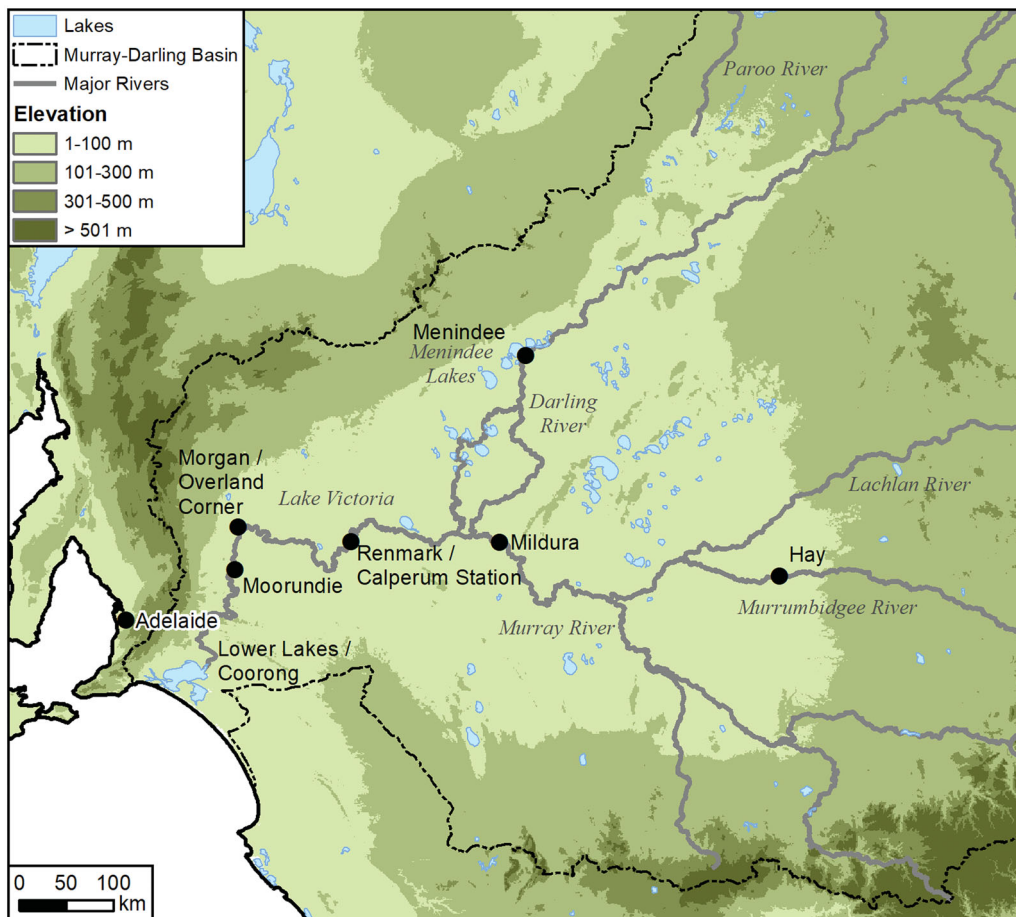 Lakes
Murray-Darling Basin
Major Rivers
Elevation
1-100 m
101-300 m
301-500 m
> 501 m
Paroo River
Menindee
Menindee
Lakes
Darling
River
Morgan /
Overland
Corner
Lake Victoria
Lachlan River
Renmark /
Calperum Station
Mildura
Hay
Moorundie
Murrumbidgee River
Adelaide
Murray River
Lower Lakes /
Coorong
0 50 100
km